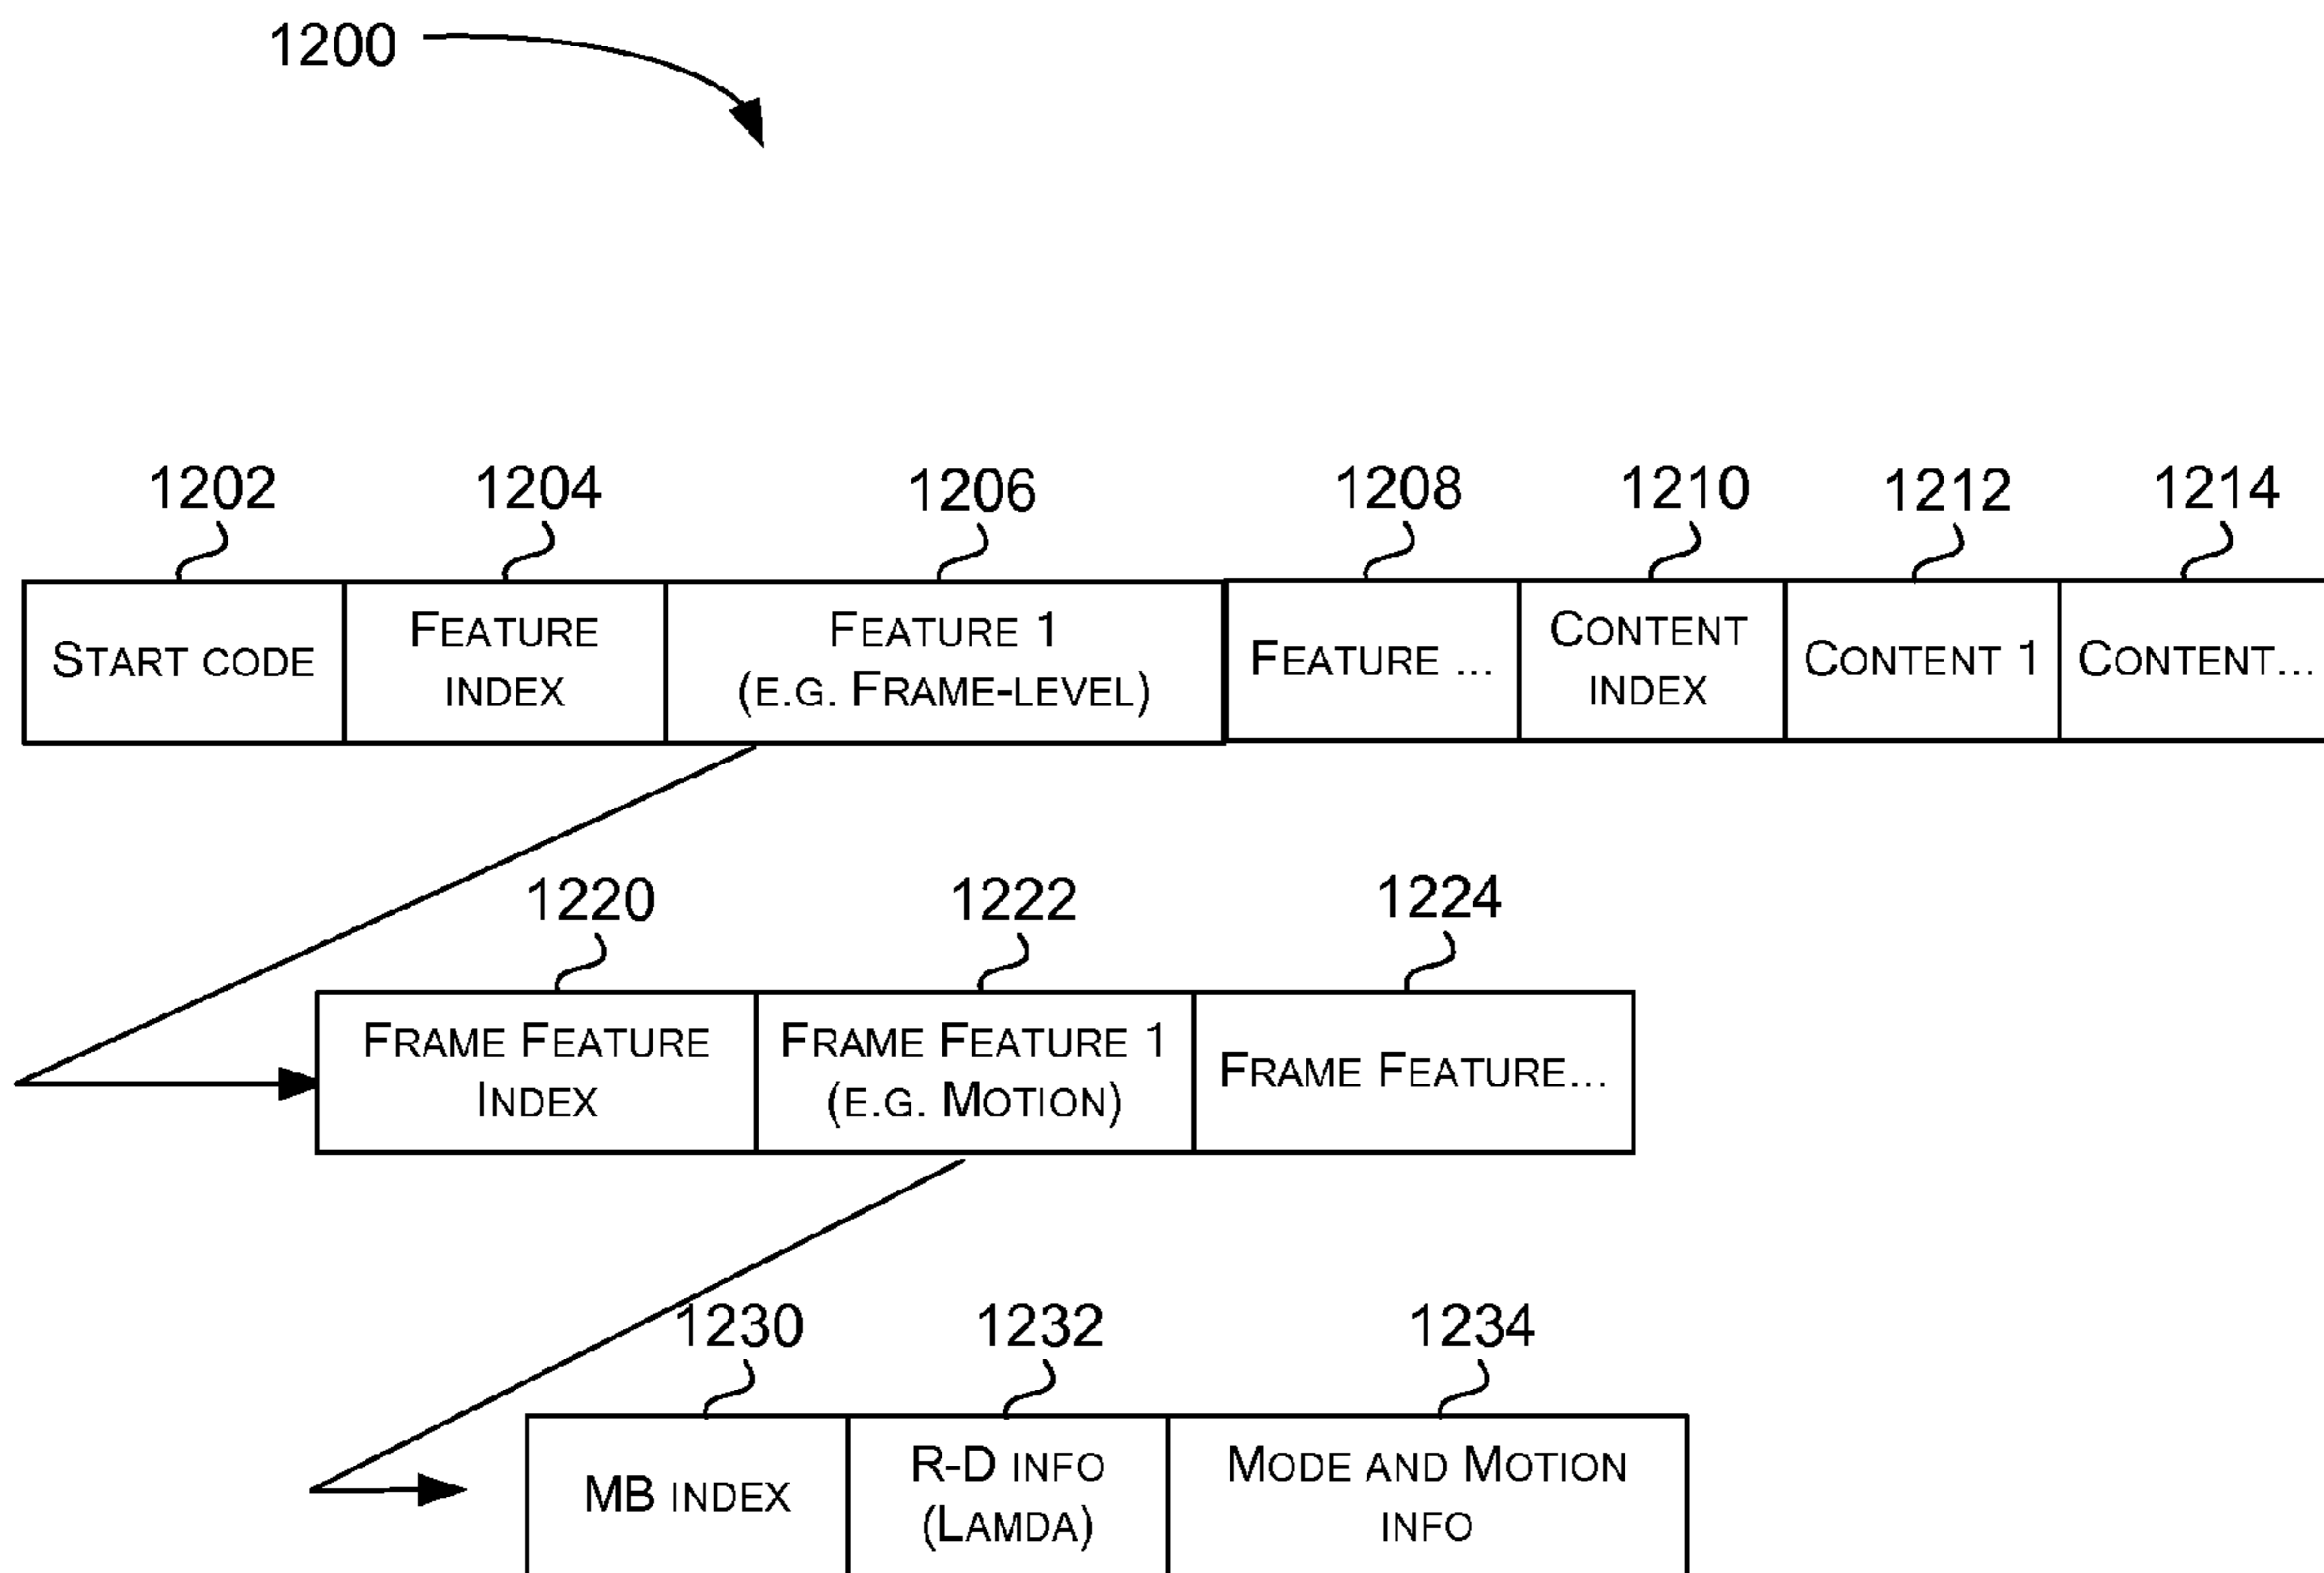 1200
1202 1204 1206 1208 1210 1212 1214
START CODE
FEATURE
INDEX
FEATURE 1
(E.G. FRAME-LEVEL)
FEATURE ...
CONTENT
INDEX
CONTENT 1
CONTENT...
1220 1222 1224
FRAME FEATURE
INDEX
FRAME FEATURE 1
(E.G. MOTION)
FRAME FEATURE...
1230 1232 1234
MB INDEX
R-D INFO
(LAMDA)
MODE AND MOTION
INFO